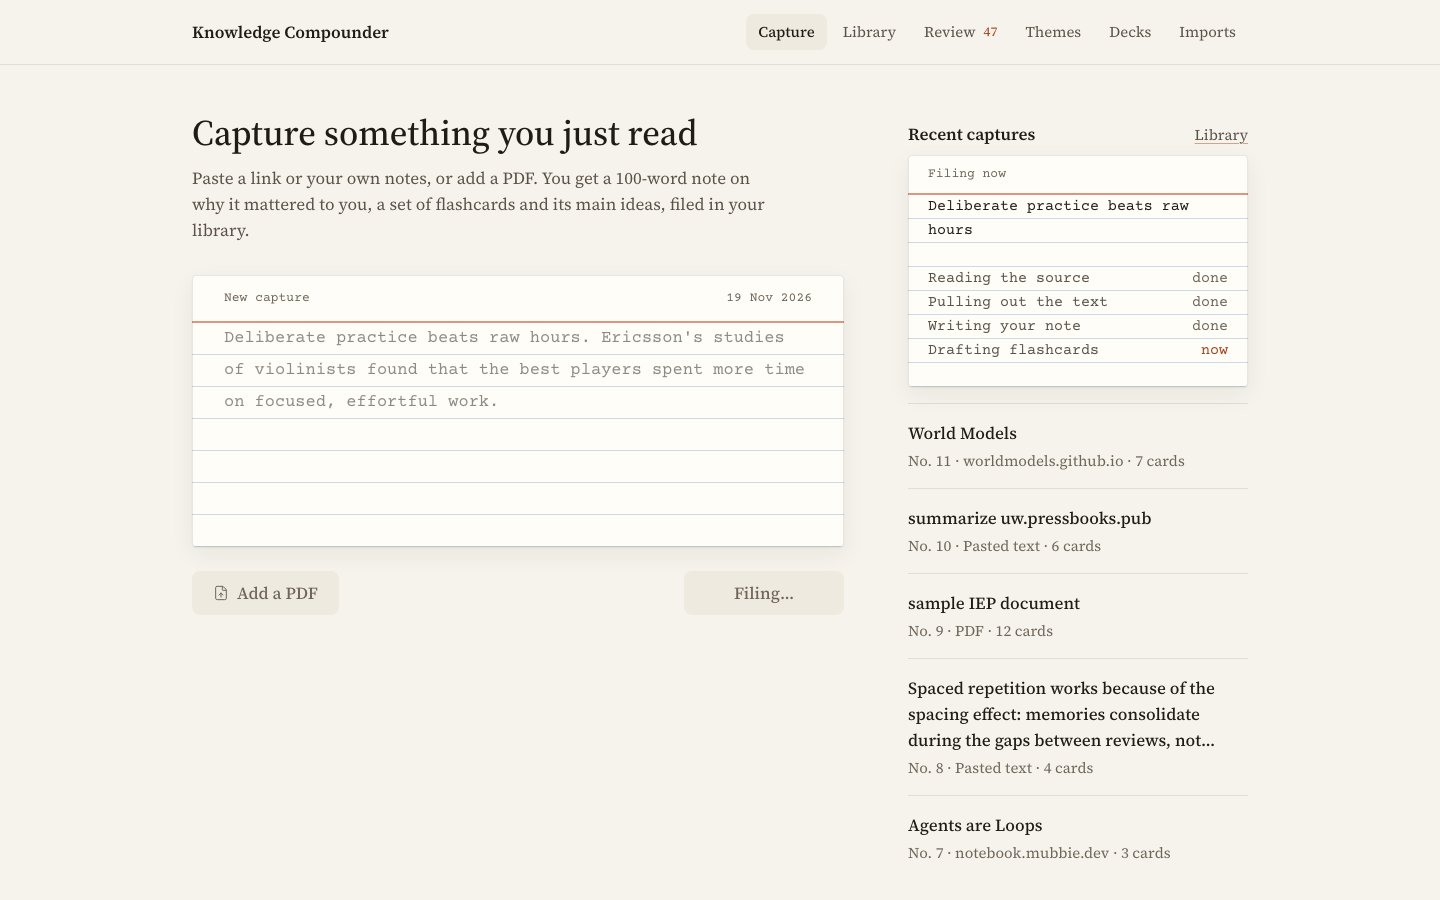 Knowledge Compounder
Capture
Library
Review 47
Themes
Decks
Imports
Capture something you just read
Paste a link or your own notes, or add a PDF. You get a 100-word note on
why it mattered to you, a set of flashcards and its main ideas, filed in your
library.
New capture
19 Nov 2026
Deliberate practice beats raw hours. Ericsson's studies
of violinists found that the best players spent more time
on focused, effortful work.
Add a PDF
Filing…
Recent captures
Library
Filing now
Deliberate practice beats raw
hours
Reading the source done
Pulling out the text done
Writing your note done
Drafting flashcards now
World Models
No. 11 · worldmodels.github.io · 7 cards
summarize uw.pressbooks.pub
No. 10 · Pasted text · 6 cards
sample IEP document
No. 9 · PDF · 12 cards
Spaced repetition works because of the
spacing effect: memories consolidate
during the gaps between reviews, not…
No. 8 · Pasted text · 4 cards
Agents are Loops
No. 7 · notebook.mubbie.dev · 3 cards